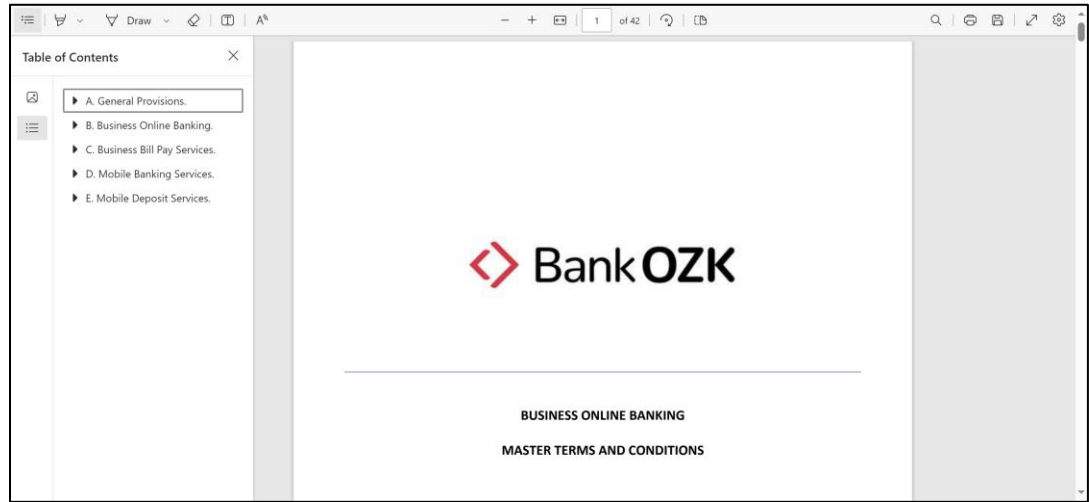 Draw
1 of 42
Table of Contents
A. General Provisions.
B. Business Online Banking.
C. Business Bill Pay Services.
D. Mobile Banking Services.
E. Mobile Deposit Services.
Bank OZK
BUSINESS ONLINE BANKING
MASTER TERMS AND CONDITIONS